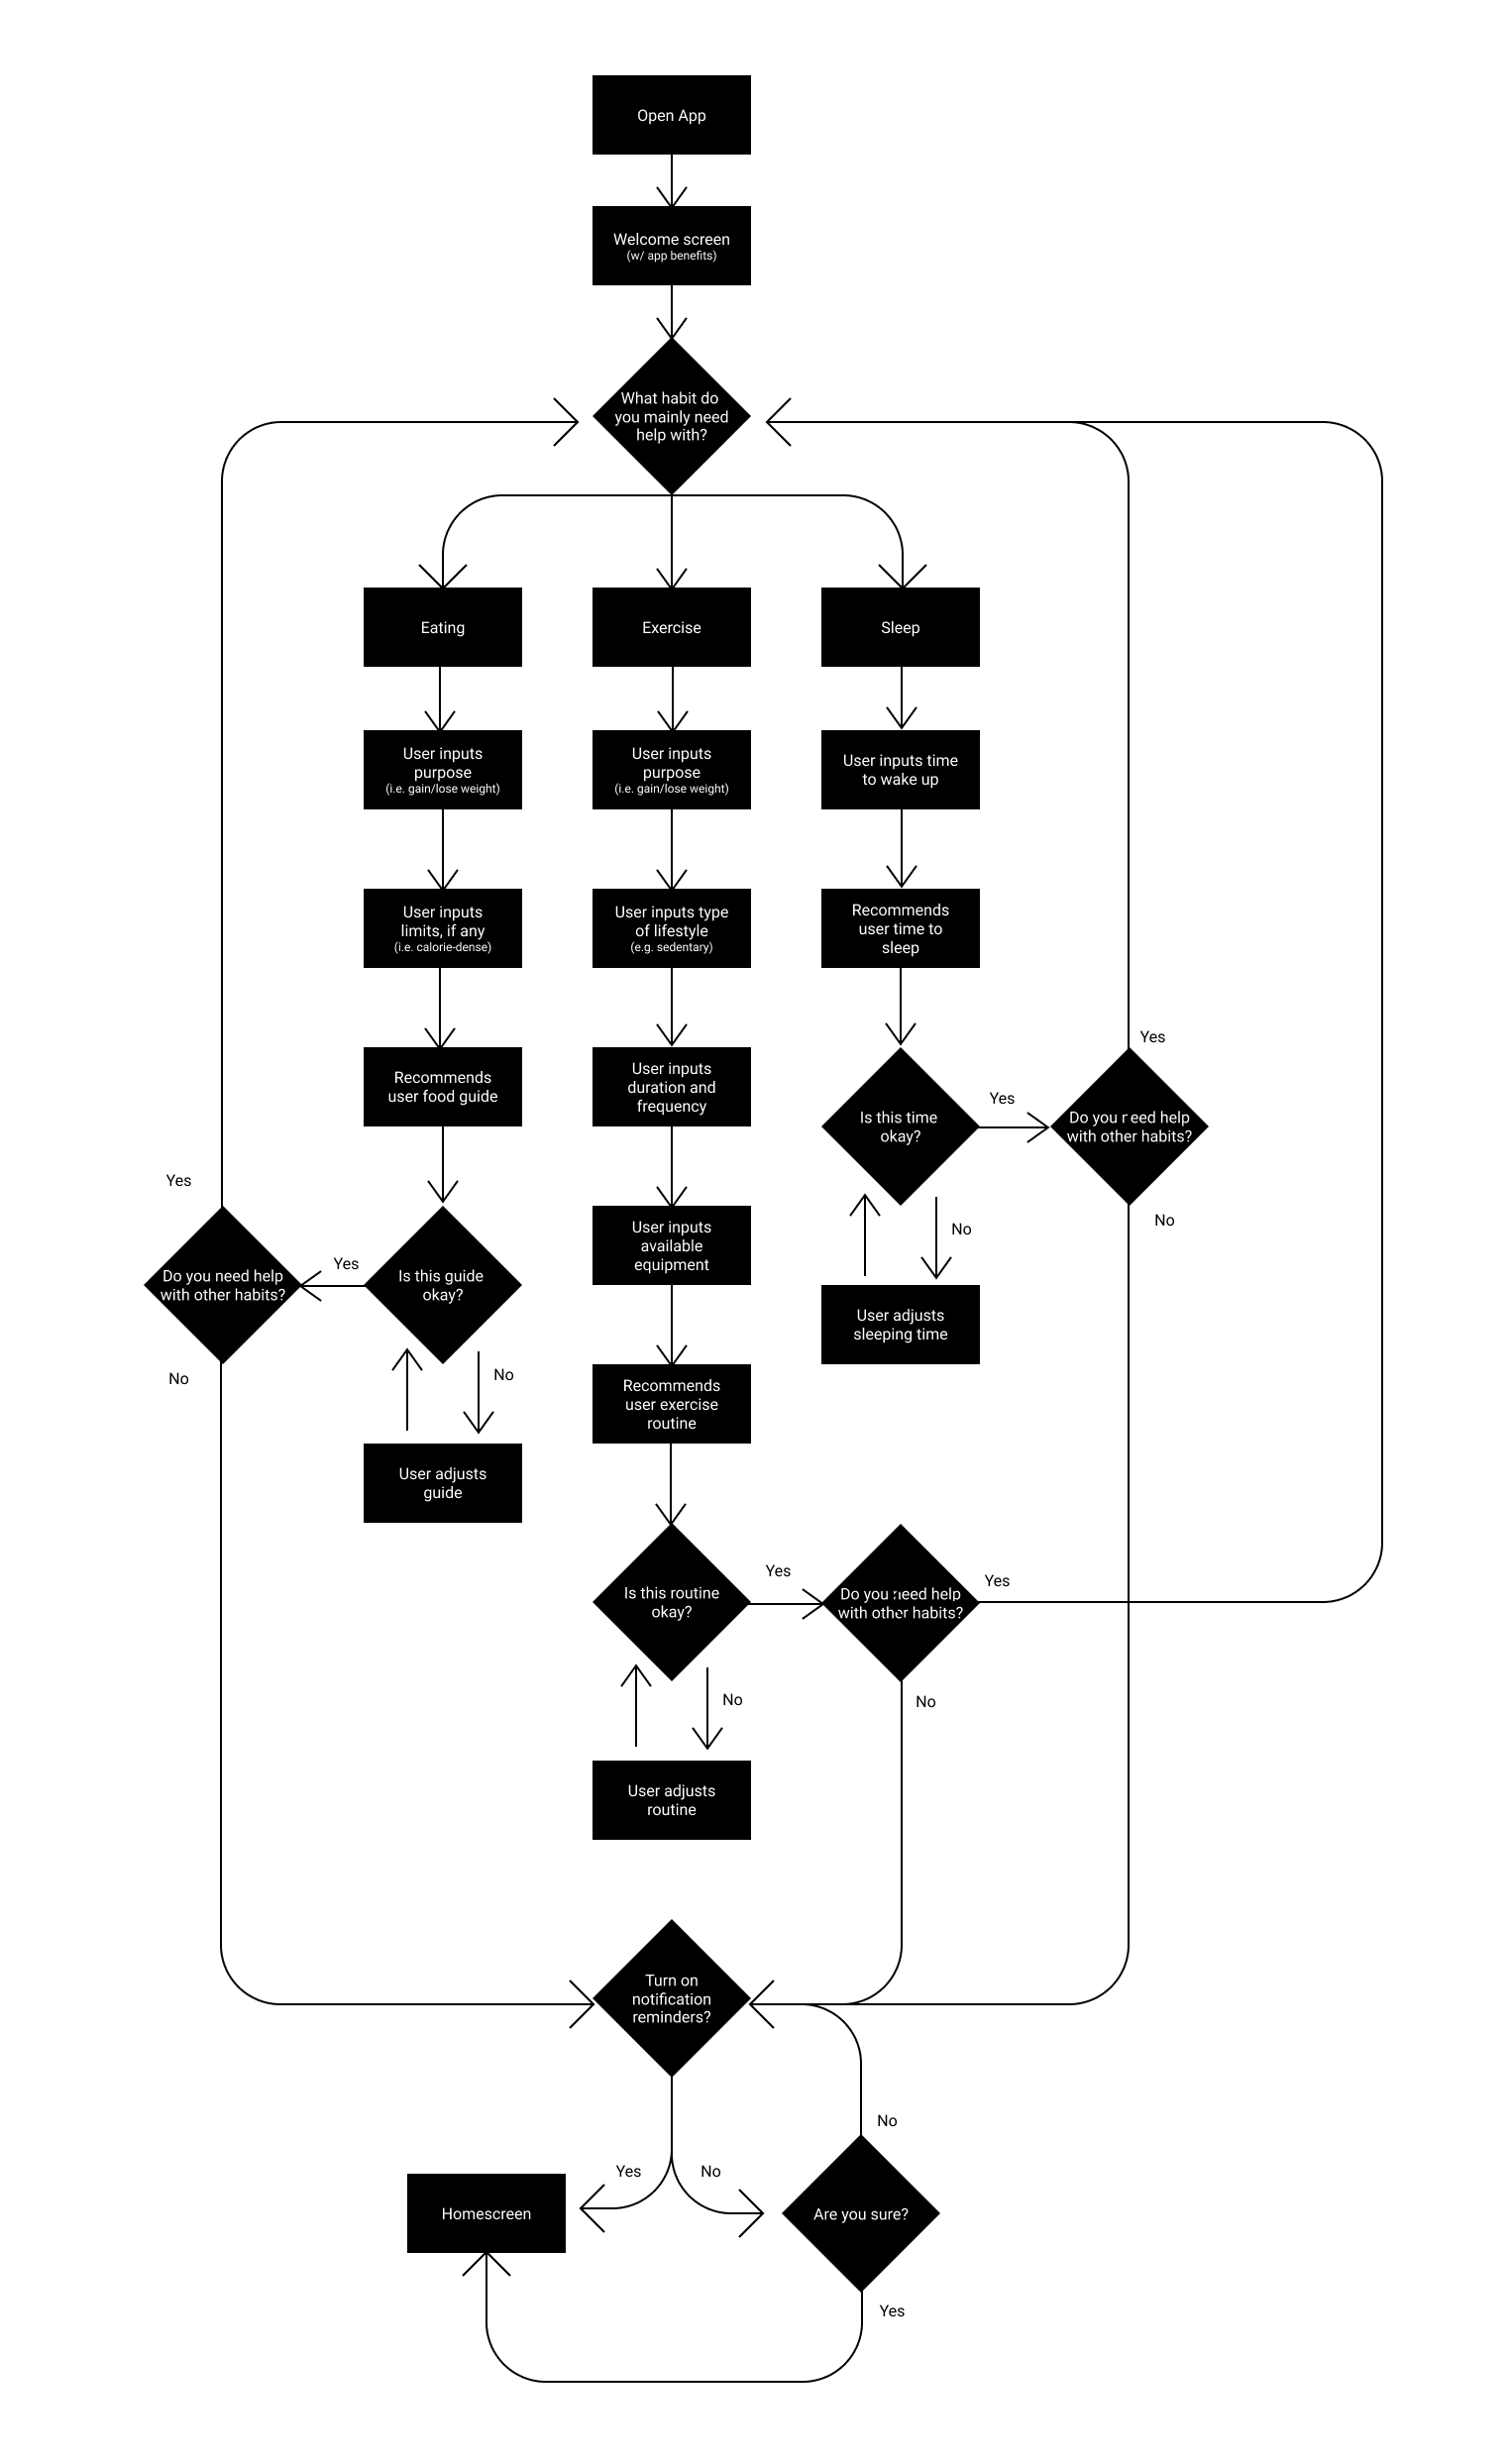 Open App
Welcome screen
(w/ app benefits)
What habit do
you mainly need
help with?
Eating
Exercise
Sleep
User inputs
purpose
(i.e. gain/lose weight)
User inputs
purpose
(i.e. gain/lose weight)
User inputs time
to wake up
User inputs
limits, if any
(i.e. calorie-dense)
User inputs type
of lifestyle
(e.g. sedentary)
Recommends
user time to
sleep
Recommends
user food guide
User inputs
duration and
frequency
Is this time
okay?
Yes
Do you need help
with other habits?
Yes
No
No
User adjusts
sleeping time
Yes
Do you need help
with other habits?
No
Yes
Is this guide
okay?
No
User adjusts
guide
User inputs
available
equipment
Recommends
user exercise
routine
Is this routine
okay?
Yes
Do you need help
with other habits?
Yes
No
No
User adjusts
routine
Turn on
notification
reminders?
Yes
No
No
Homescreen
Are you sure?
Yes